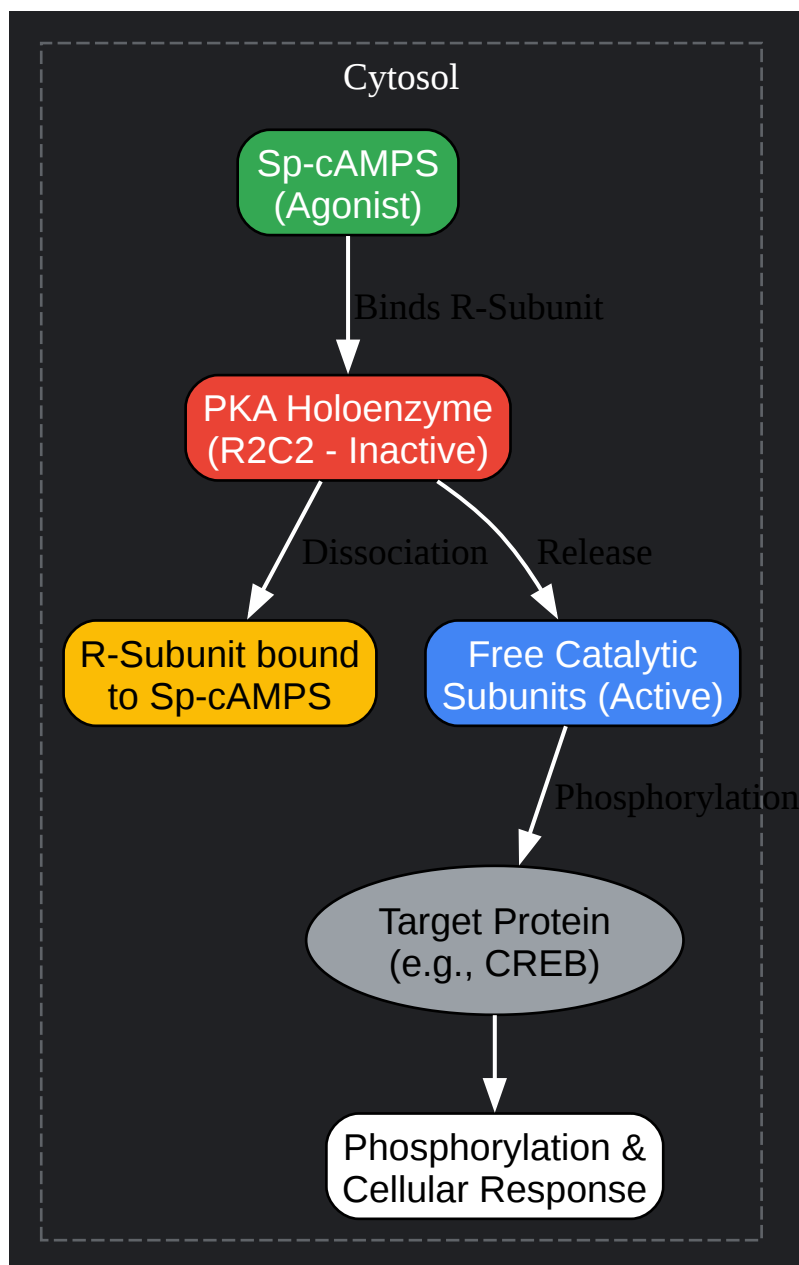 Cytosol
Sp-cAMPS
(Agonist)
Binds R-Subunit
PKA Holoenzyme
(R2C2 - Inactive)
Dissociation
Release
R-Subunit bound
to Sp-cAMPS
Free Catalytic
Subunits (Active)
Phosphorylation
Target Protein
(e.g., CREB)
Phosphorylation &
Cellular Response